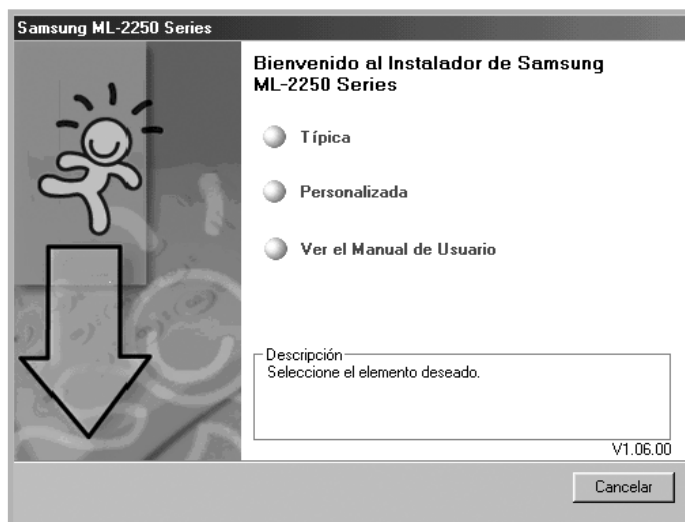 Samsung ML-2250 Series
Bienvenido al Instalador de Samsung
ML-2250 Series
Típica
Personalizada
Ver el Manual de Usuario
Descripción
Seleccione el elemento deseado.
V1.06.00
Cancelar